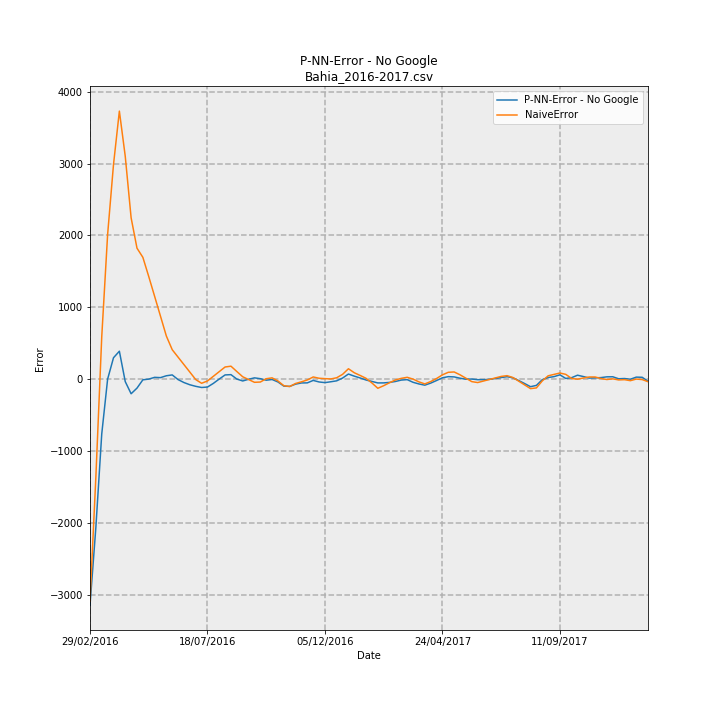 P-NN-Error - No Google
Bahia_2016-2017.csv
P-NN-Error - No Google
NaiveError
4000
3000
2000
1000
0
−1000
−2000
−3000
Error
29/02/2016
18/07/2016
05/12/2016
24/04/2017
11/09/2017
Date